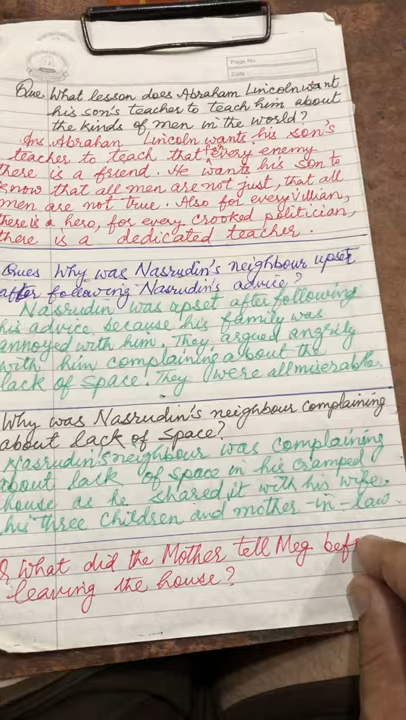 Page No.
Date
Que What lesson does Abraham Lincoln want
his son's teacher to teach him about
the kinds of men in the world?
Ans Abraham Lincoln wants his son's
teacher to teach that for every enemy
there is a friend. He wants his son to
know that all men are not just, that all
men are not true. Also for every villian,
there is a hero, for every crooked politician,
there is a dedicated teacher.
Ques Why was Nasrudin's neighbour upset
after following Nasrudin's advice?
Nasrudin was upset after following
his advice because his family was
annoyed with him. They argued angrily
with him complaining about the
lack of space. They were all miserable.
Why was Nasrudin's neighbour complaining
about lack of space?
Nasrudin's neighbour was complaining
about lack of space in his cramped
house as he shared it with his wife,
his three children and mother-in-law.
Q What did the Mother tell Meg
leaving the house?